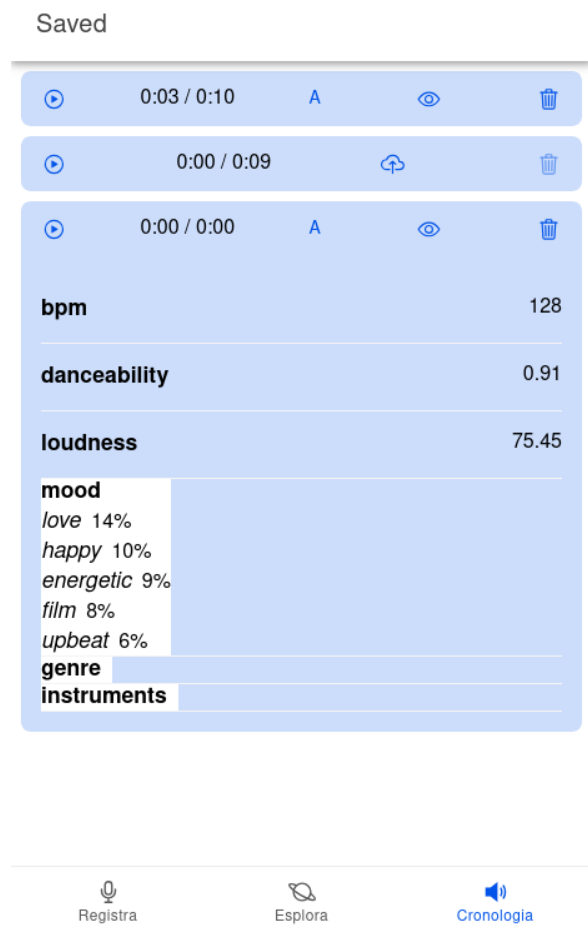 Saved
0:03 / 0:10 A
0:00 / 0:09
0:00 / 0:00 A
bpm 128
danceability 0.91
loudness 75.45
mood
love 14%
happy 10%
energetic 9%
film 8%
upbeat 6%
genre
instruments
Registra Esplora Cronologia